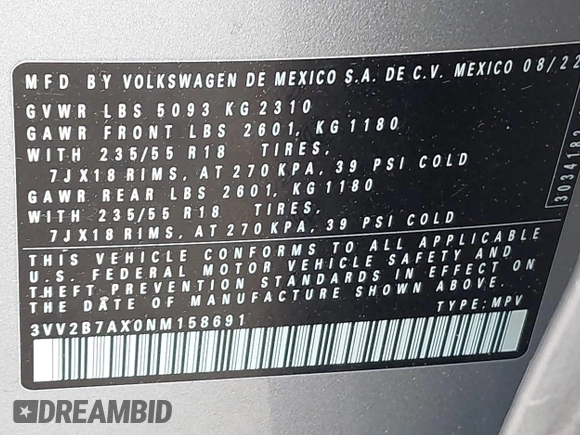 MFD BY VOLKSWAGEN DE MEXICO S.A. DE C.V. MEXICO 08/22
GVWR LBS 5093 KG 2310
GAWR FRONT LBS 2601, KG 1180
WITH 235/55 R18 TIRES,
7JX18 RIMS, AT 270 KPA, 39 PSI COLD
GAWR REAR LBS 2601, KG 1180
WITH 235/55 R18 TIRES,
7JX18 RIMS, AT 270 KPA, 39 PSI COLD
THIS VEHICLE CONFORMS TO ALL APPLICABLE
U.S. FEDERAL MOTOR VEHICLE SAFETY AND
THEFT PREVENTION STANDARDS IN EFFECT ON
THE DATE OF MANUFACTURE SHOWN ABOVE.
3VV2B7AX0NM158691 TYPE: MPV
DREAMBID